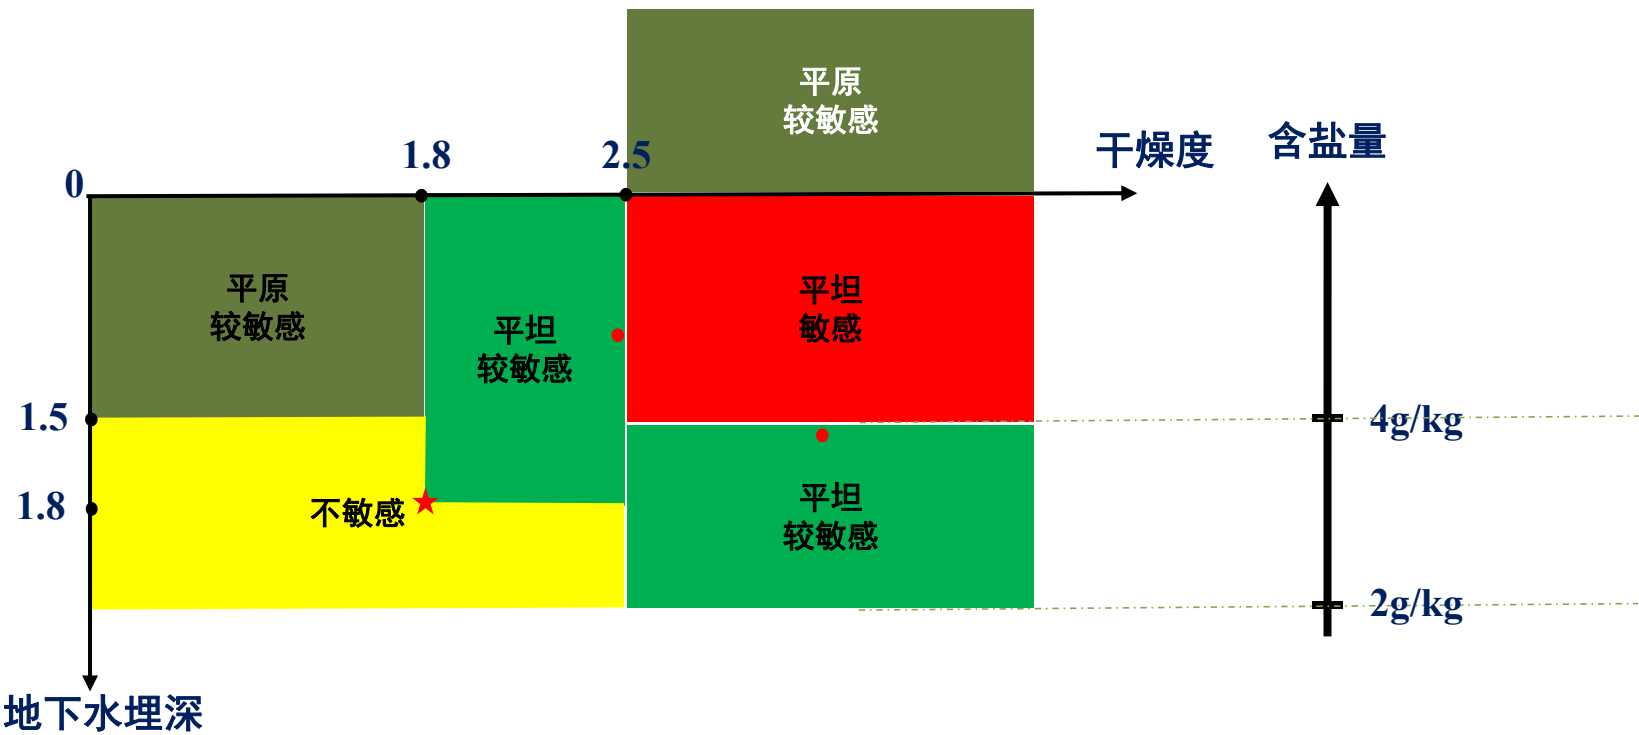 平原
较敏感
1.8
2.5
干燥度
含盐量
0
平原
较敏感
平坦
较敏感
平坦
敏感
1.5
4g/kg
1.8
不敏感
平坦
较敏感
2g/kg
地下水埋深